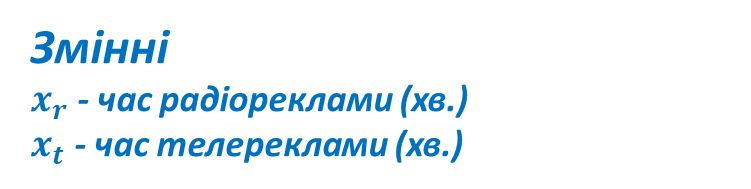 Змінні
𝒙𝒓 - час радіореклами (хв.)
𝒙𝒕 - час телереклами (хв.)